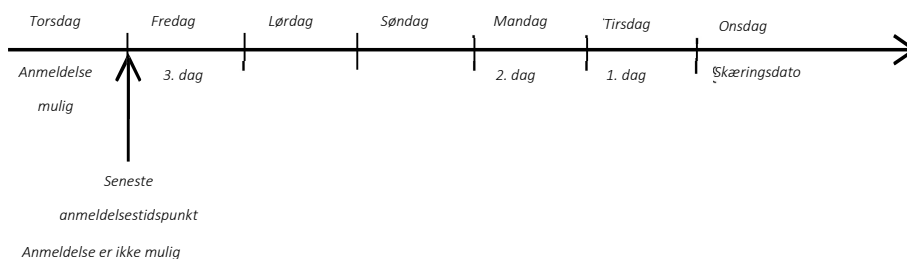 Torsdag Fredag Lørdag Søndag Mandag Tirsdag Onsdag
Anmeldelse 3. dag 2. dag 1. dag Skæringsdato
mulig
Seneste
anmeldelsestidspunkt
Anmeldelse er ikke mulig